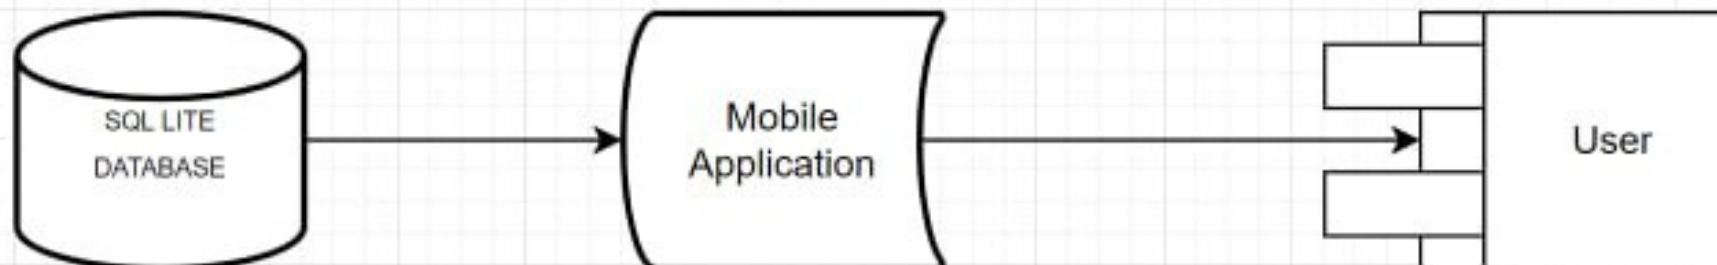 SQL LITE
DATABASE
Mobile
Application
User